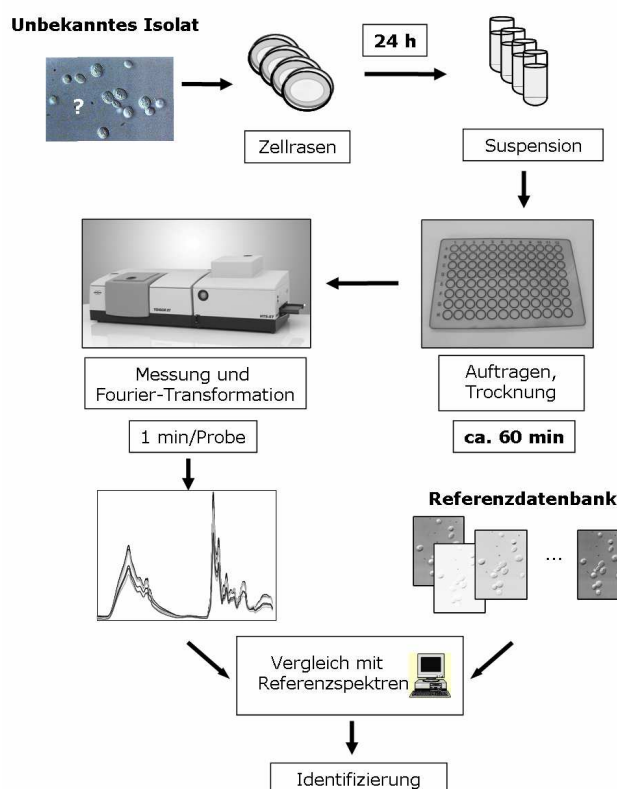 Unbekanntes Isolat
?
24 h
Zellrasen
Suspension
Messung und
Fourier-Transformation
Auftragen,
Trocknung
1 min/Probe
ca. 60 min
Referenzdatenbank
...
Vergleich mit
Referenzspektren
Identifizierung